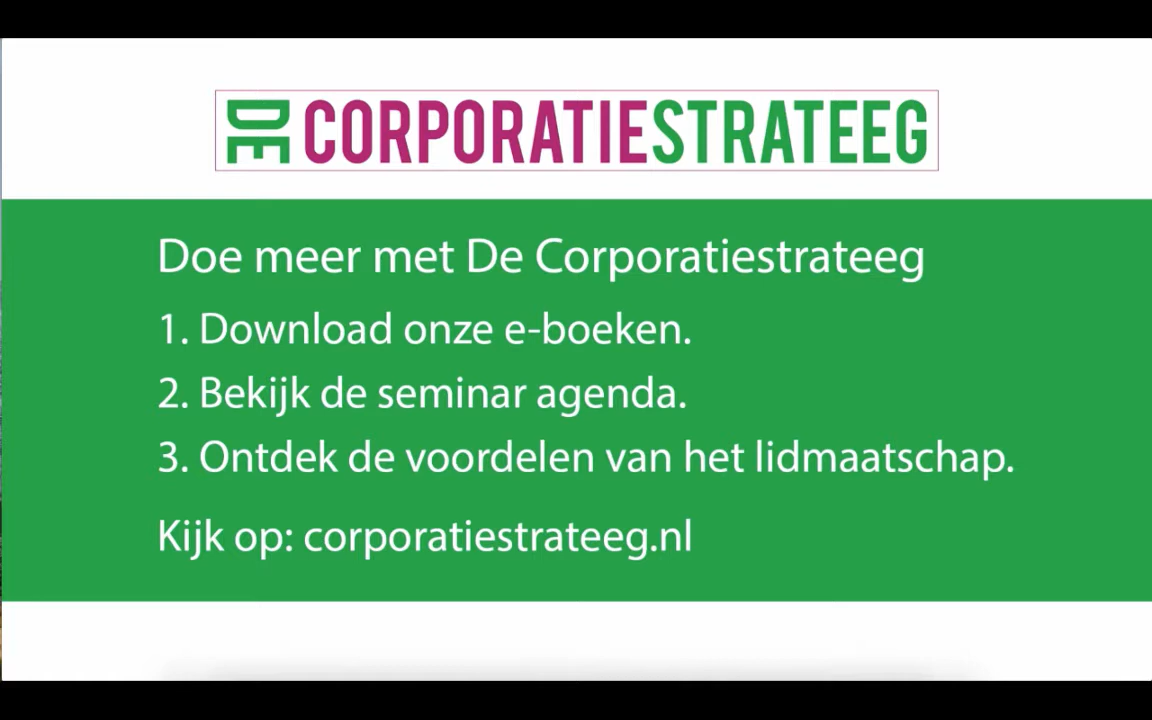 DE CORPORATIESTRATEEG
Doe meer met De Corporatiestrateeg
1. Download onze e-boeken.
2. Bekijk de seminar agenda.
3. Ontdek de voordelen van het lidmaatschap.
Kijk op: corporatiestrateeg.nl